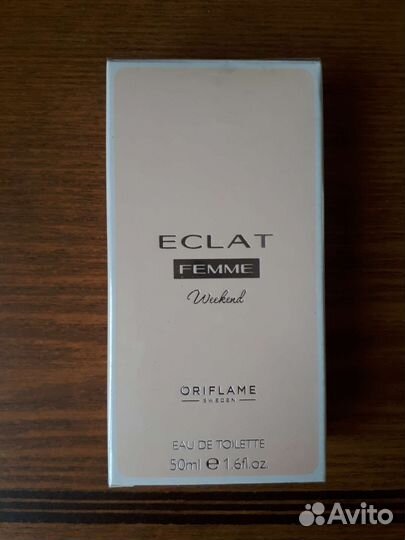 ECLAT
FEMME
Weekend
ORIFLAME
SWEDEN
EAU DE TOILETTE
50ml ℮ 1.6fl.oz.
Avito